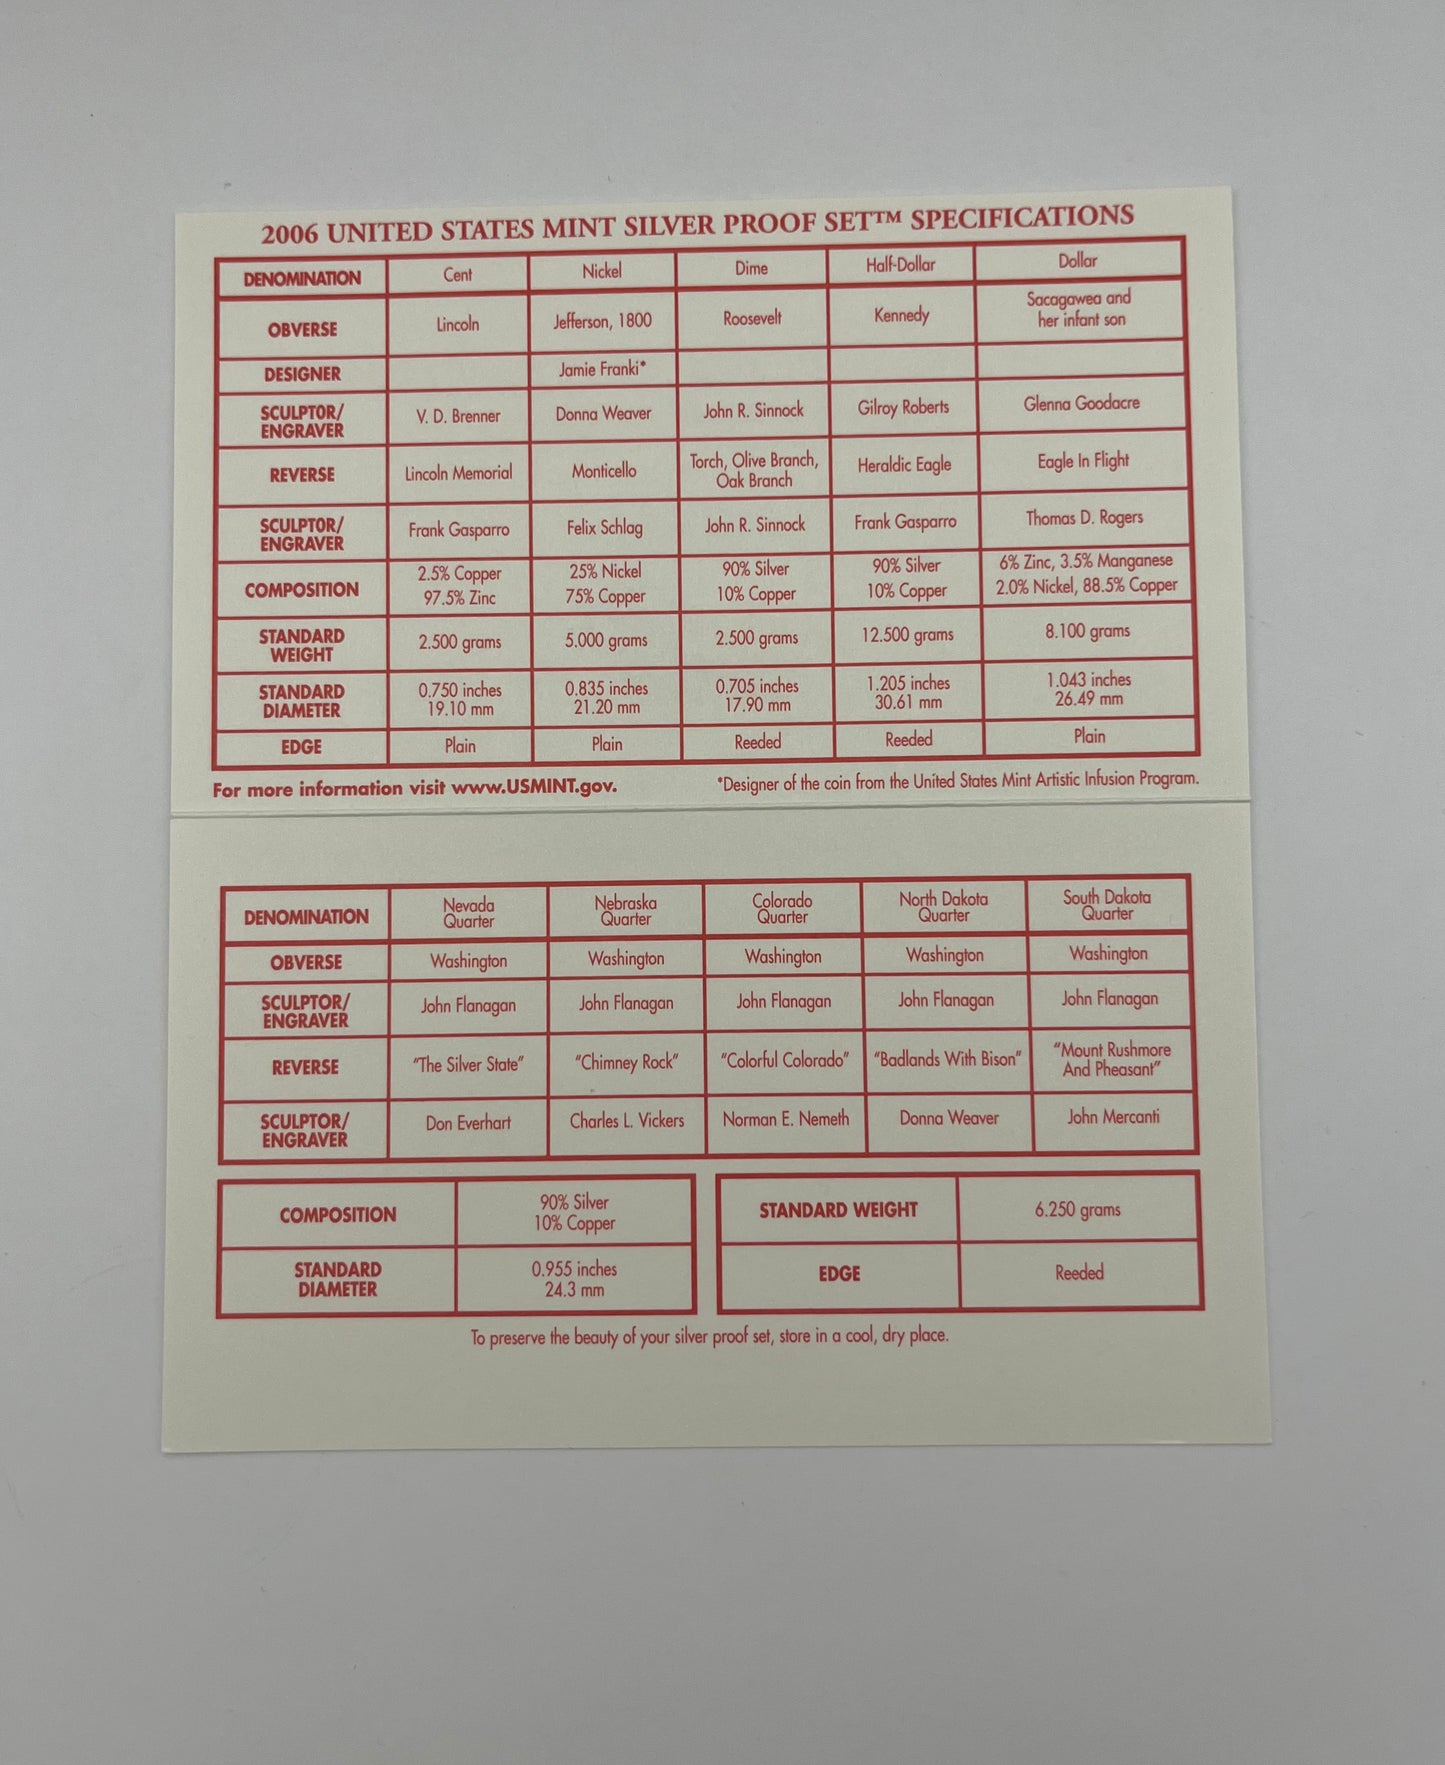 2006 UNITED STATES MINT SILVER PROOF SET™ SPECIFICATIONS
DENOMINATION Cent Nickel Dime Half-Dollar Dollar
OBVERSE Lincoln Jefferson, 1800 Roosevelt Kennedy Sacagawea and
her infant son
DESIGNER Jamie Franki*
SCULPTOR/
ENGRAVER V. D. Brenner Donna Weaver John R. Sinnock Gilroy Roberts Glenna Goodacre
REVERSE Lincoln Memorial Monticello Torch, Olive Branch,
Oak Branch Heraldic Eagle Eagle In Flight
SCULPTOR/
ENGRAVER Frank Gasparro Felix Schlag John R. Sinnock Frank Gasparro Thomas D. Rogers
COMPOSITION 2.5% Copper 25% Nickel 90% Silver 90% Silver 6% Zinc, 3.5% Manganese
97.5% Zinc 75% Copper 10% Copper 10% Copper 2.0% Nickel, 88.5% Copper
STANDARD
WEIGHT 2.500 grams 5.000 grams 2.500 grams 12.500 grams 8.100 grams
STANDARD 0.750 inches 0.835 inches 0.705 inches 1.205 inches 1.043 inches
DIAMETER 19.10 mm 21.20 mm 17.90 mm 30.61 mm 26.49 mm
EDGE Plain Plain Reeded Reeded Plain
For more information visit www.USMINT.gov. *Designer of the coin from the United States Mint Artistic Infusion Program.
DENOMINATION Nevada Nebraska Colorado North Dakota South Dakota
Quarter Quarter Quarter Quarter Quarter
OBVERSE Washington Washington Washington Washington Washington
SCULPTOR/
ENGRAVER John Flanagan John Flanagan John Flanagan John Flanagan John Flanagan
REVERSE "The Silver State" "Chimney Rock" "Colorful Colorado" "Badlands With Bison" "Mount Rushmore
And Pheasant"
SCULPTOR/
ENGRAVER Don Everhart Charles L. Vickers Norman E. Nemeth Donna Weaver John Mercanti
COMPOSITION 90% Silver
10% Copper
STANDARD WEIGHT 6.250 grams
STANDARD 0.955 inches
DIAMETER 24.3 mm
EDGE Reeded
To preserve the beauty of your silver proof set, store in a cool, dry place.